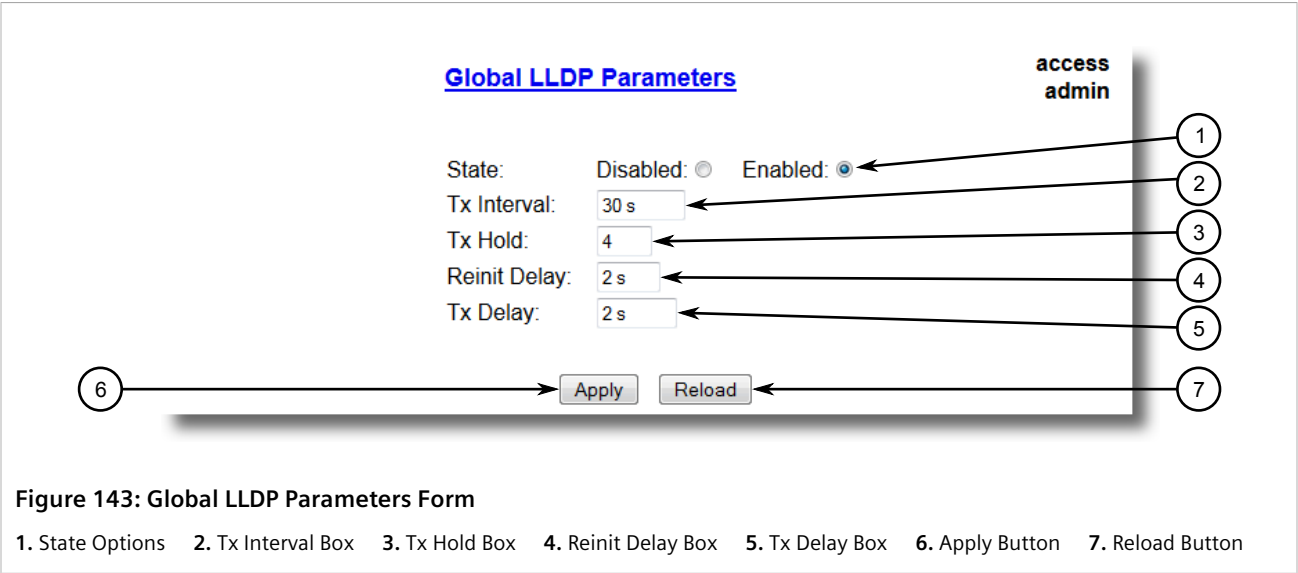 Global LLDP Parameters
access
admin
State: Disabled: Enabled:
1
Tx Interval: 30 s
2
Tx Hold: 4
3
Reinit Delay: 2 s
4
Tx Delay: 2 s
5
6
Apply Reload
7
Figure 143: Global LLDP Parameters Form
1. State Options 2. Tx Interval Box 3. Tx Hold Box 4. Reinit Delay Box 5. Tx Delay Box 6. Apply Button 7. Reload Button